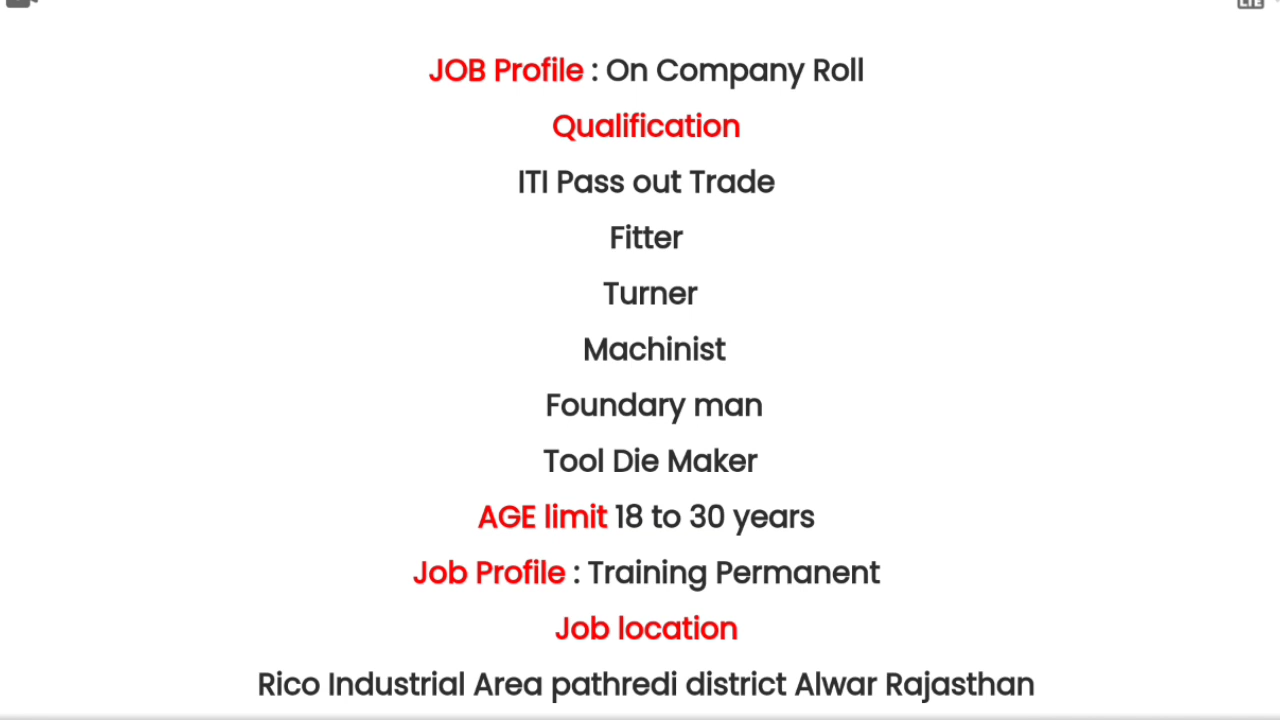 JOB Profile : On Company Roll
Qualification
ITI Pass out Trade
Fitter
Turner
Machinist
Foundary man
Tool Die Maker
AGE limit 18 to 30 years
Job Profile : Training Permanent
Job location
Rico Industrial Area pathredi district Alwar Rajasthan